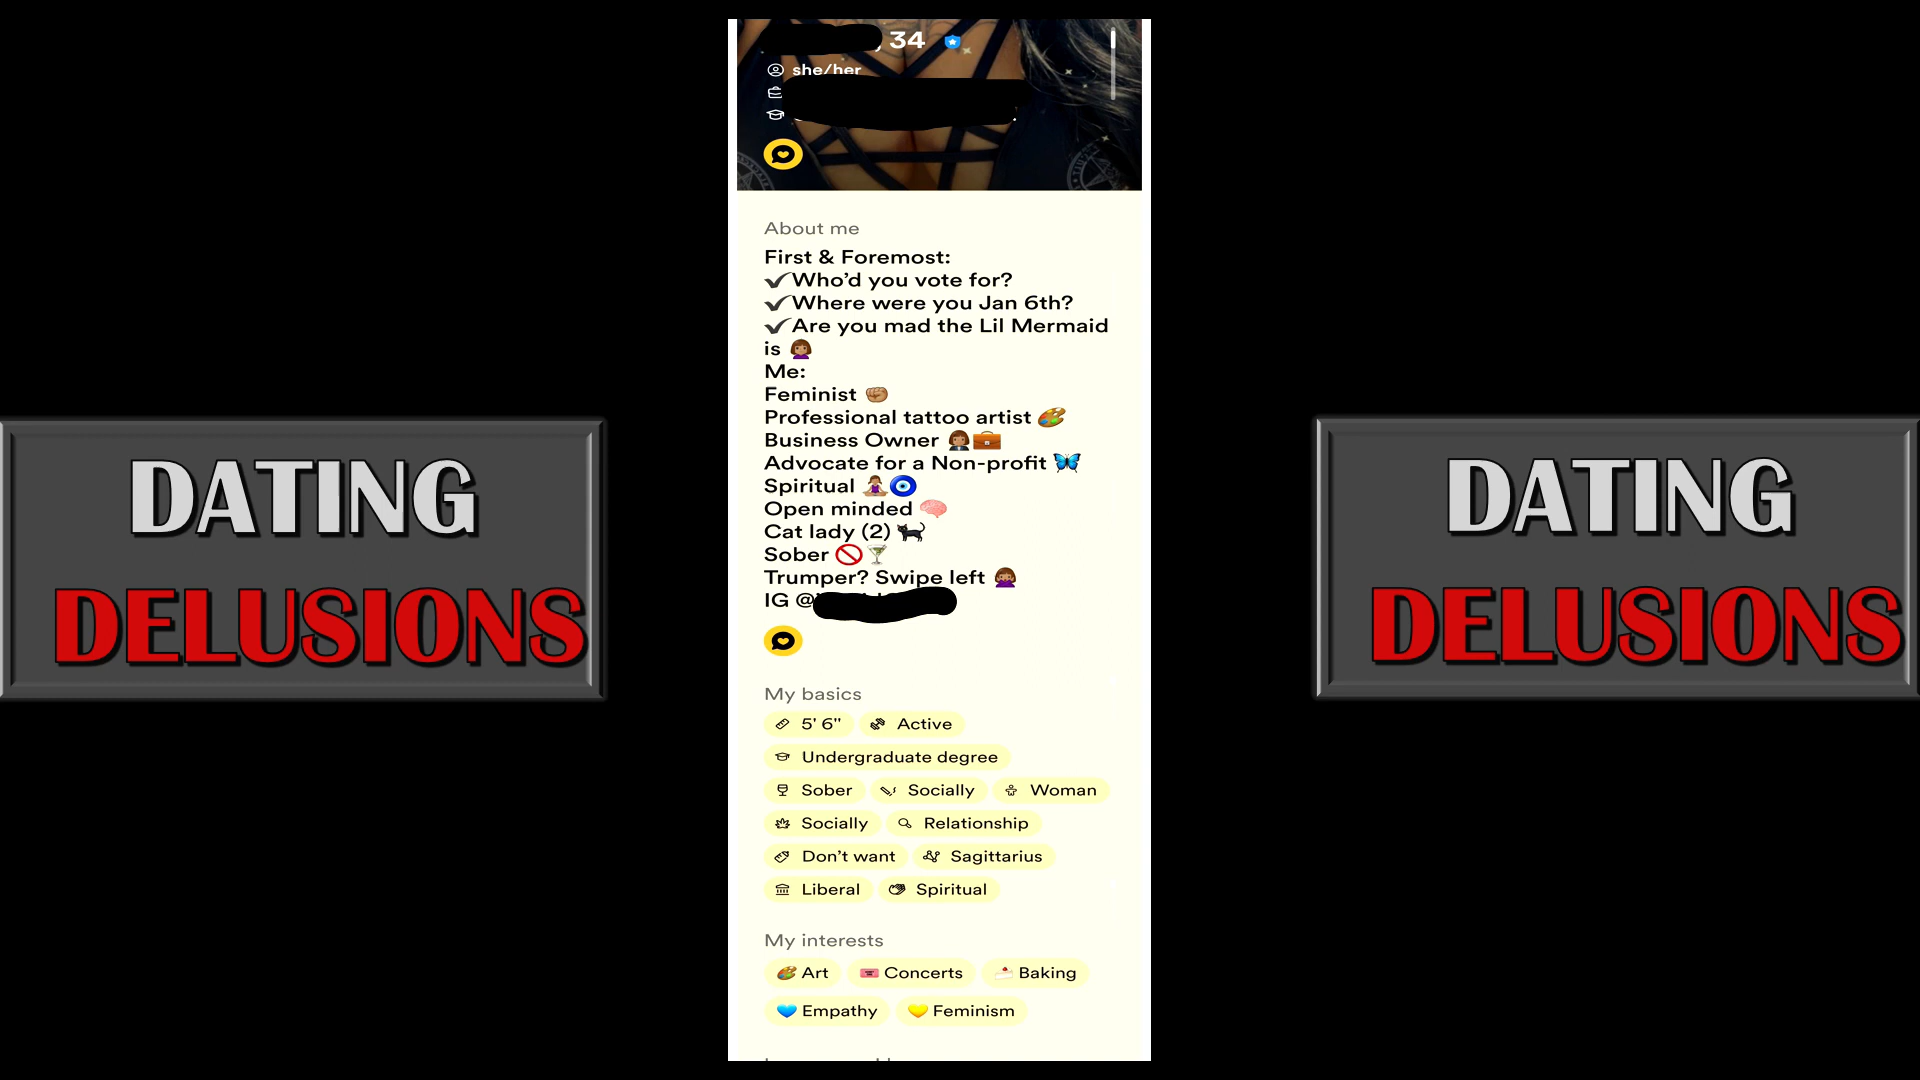 , 34
she/her
About me
First & Foremost:
✔Who’d you vote for?
✔Where were you Jan 6th?
✔Are you mad the Lil Mermaid
is 👩🏽
Me:
Feminist ✊🏽
Professional tattoo artist 🎨
Business Owner 👩🏽‍💼💼
Advocate for a Non-profit 🦋
Spiritual 🧘🏽‍♀️🧿
Open minded 🧠
Cat lady (2) 🐈‍⬛
Sober 🚫🍸
Trumper? Swipe left 🙅🏽‍♀️
IG @
My basics
5' 6"
Active
Undergraduate degree
Sober
Socially
Woman
Socially
Relationship
Don’t want
Sagittarius
Liberal
Spiritual
My interests
🎨 Art
🎫 Concerts
🍰 Baking
💙 Empathy
💛 Feminism
DATING
DELUSIONS
DATING
DELUSIONS